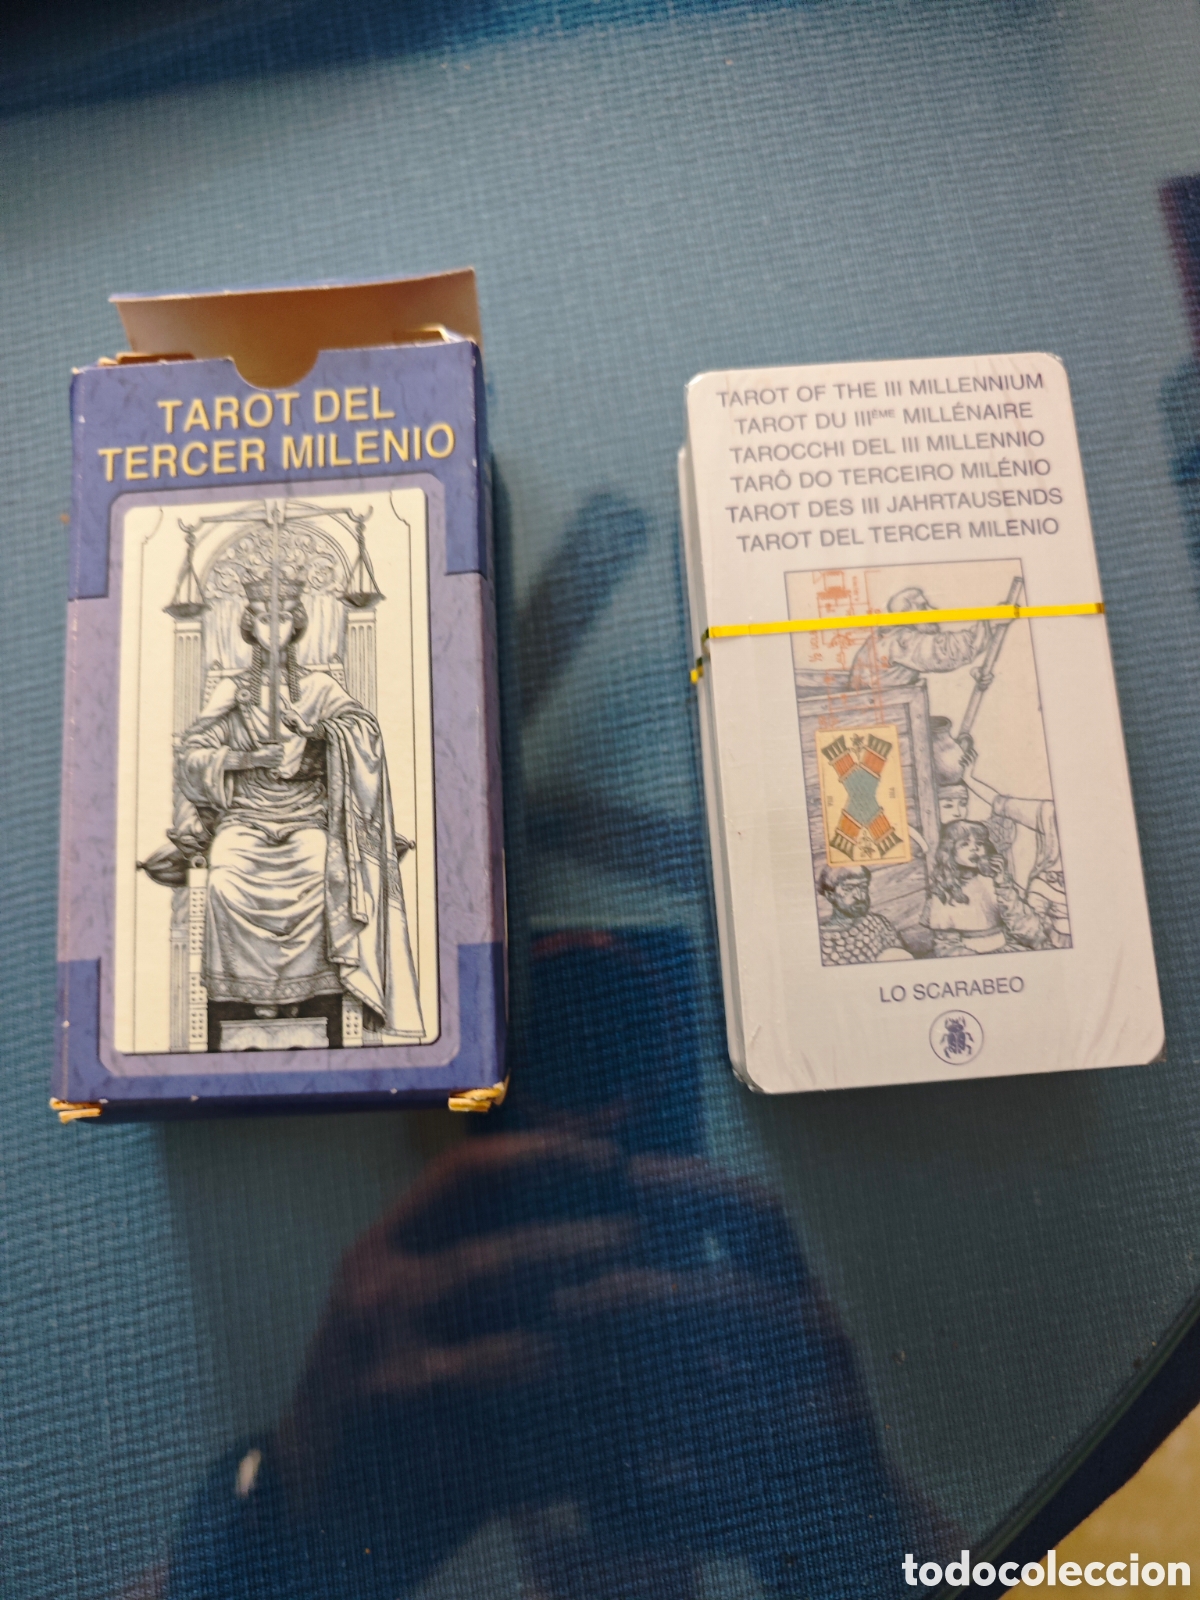 TAROT DEL
TERCER MILENIO
TAROT OF THE III MILLENNIUM
TAROT DU IIIÈME MILLÉNAIRE
TAROCCHI DEL III MILLENNIO
TARÔ DO TERCEIRO MILÉNIO
TAROT DES III JAHRTAUSENDS
TAROT DEL TERCER MILENIO
LO SCARABEO
todocoleccion